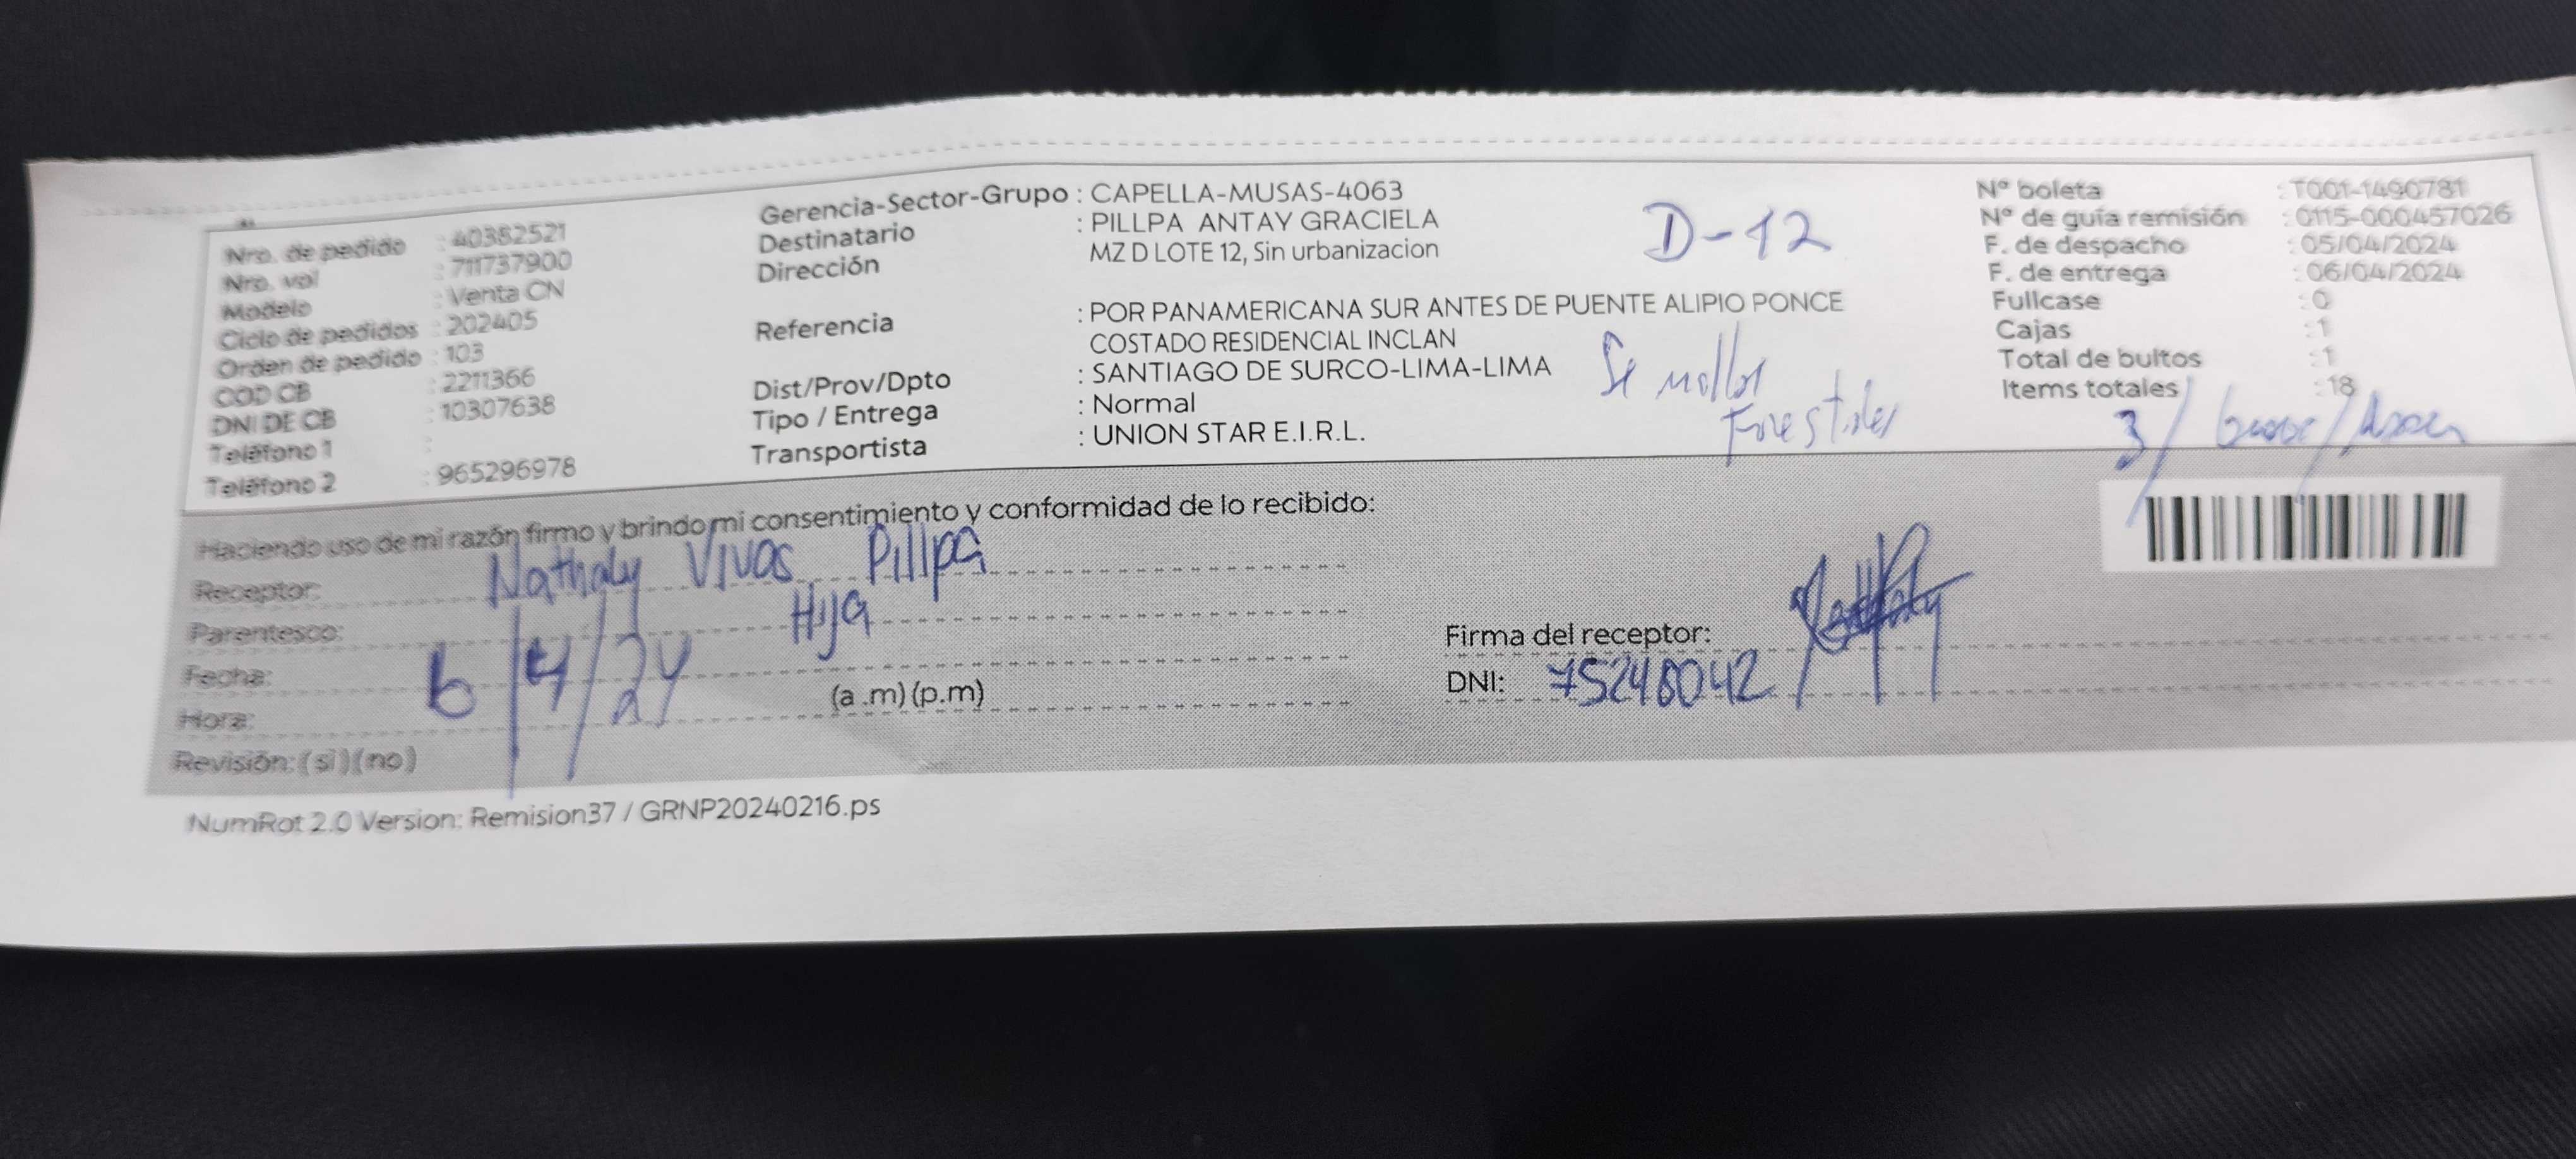 Nro. de pedido : 40382521
Nro. vol : 711737900
Modelo : Venta CN
Ciclo de pedidos : 202405
Orden de pedido : 103
COD CB : 2211366
DNI DE CB : 10307638
Teléfono 1 :
Teléfono 2 : 965296978
Gerencia-Sector-Grupo : CAPELLA-MUSAS-4063
Destinatario : PILLPA ANTAY GRACIELA
Dirección MZ D LOTE 12, Sin urbanizacion
Referencia : POR PANAMERICANA SUR ANTES DE PUENTE ALIPIO PONCE
COSTADO RESIDENCIAL INCLAN
Dist/Prov/Dpto : SANTIAGO DE SURCO-LIMA-LIMA
Tipo / Entrega : Normal
Transportista : UNION STAR E.I.R.L.
D-12
Forestales
Nº boleta : T001-1490781
Nº de guía remisión : 0115-000457026
F. de despacho : 05/04/2024
F. de entrega : 06/04/2024
Fullcase : 0
Cajas : 1
Total de bultos : 1
Items totales : 18
3/
Haciendo uso de mi razón firmo y brindo mi consentimiento y conformidad de lo recibido:
Receptor: Nathaly Vivas Pillpa
Parentesco: Hija
Fecha: 6/4/24
Hora: (a .m) (p.m)
Revisión: (si) (no)
Firma del receptor: Nathaly
DNI: 75248042
NumRot 2.0 Version: Remision37 / GRNP20240216.ps